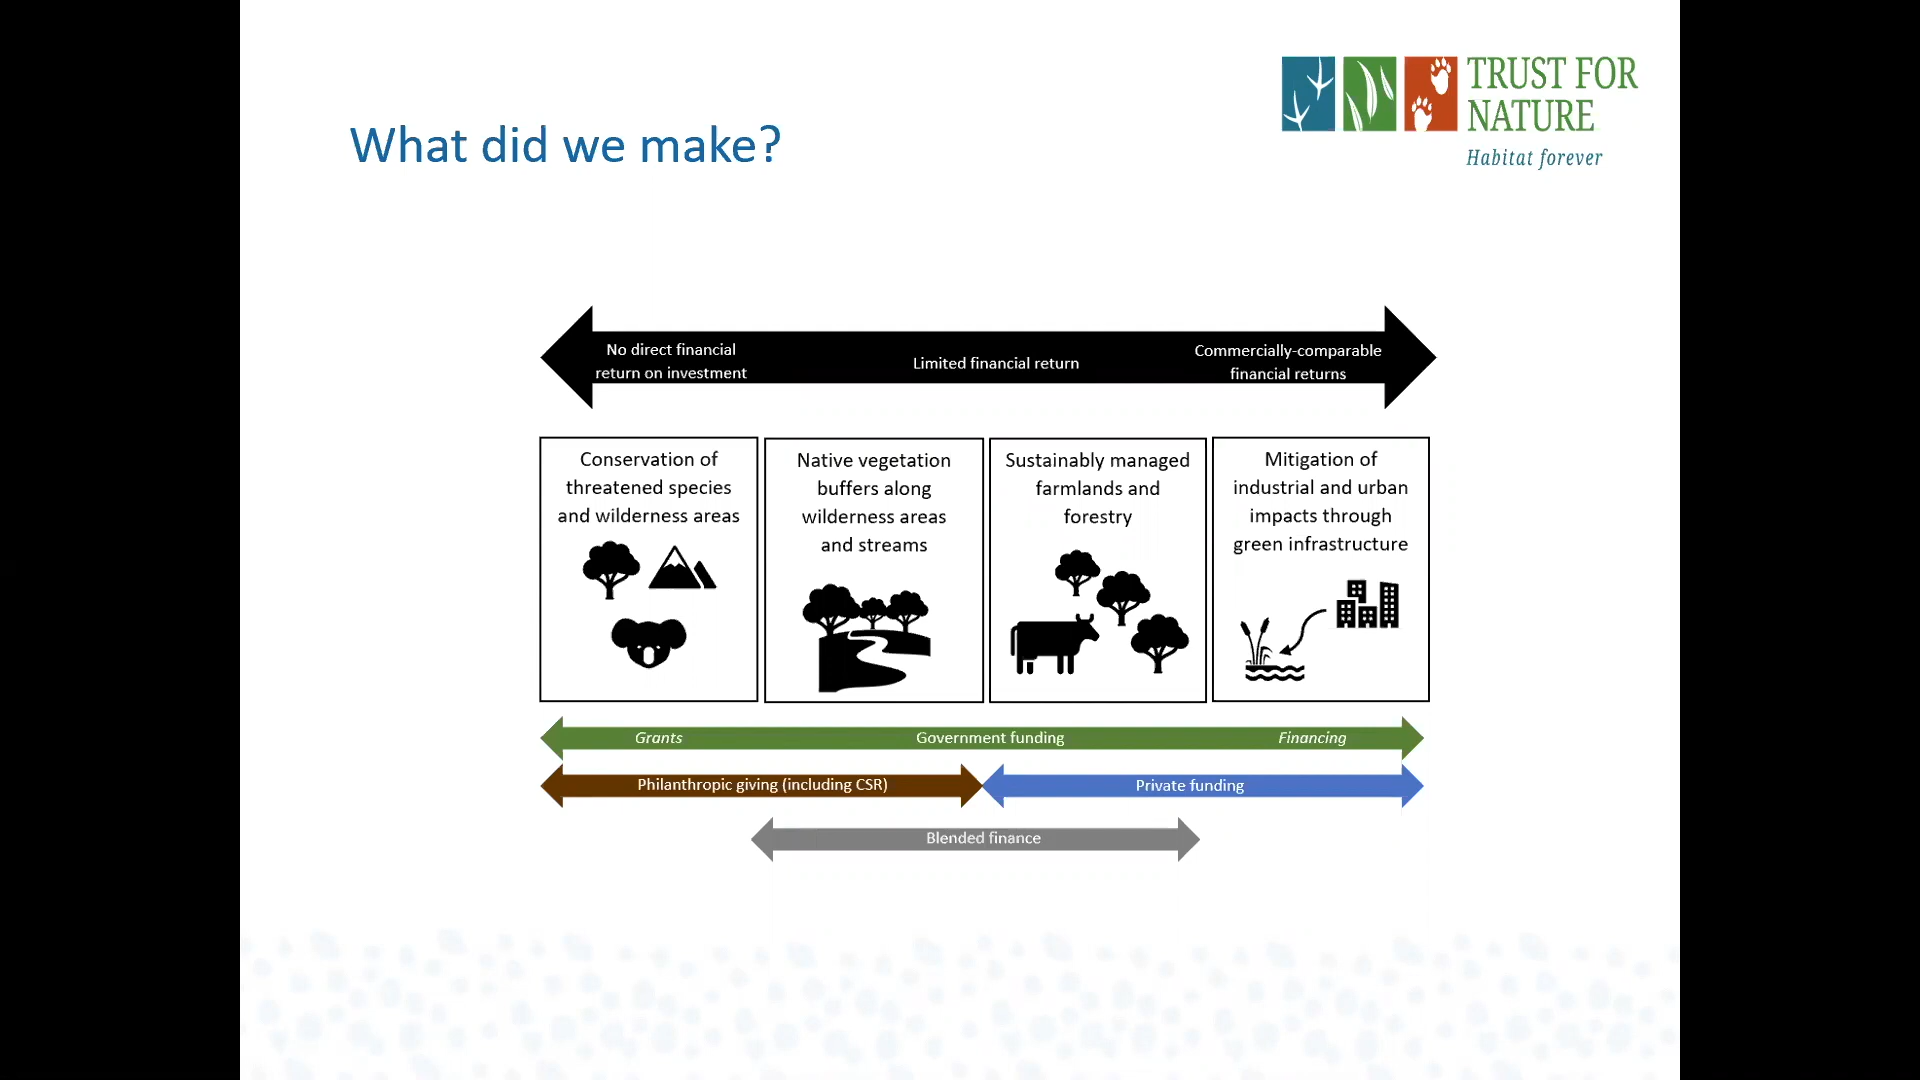 TRUST FOR
NATURE
Habitat forever
What did we make?
No direct financial
return on investment
Limited financial return
Commercially-comparable
financial returns
Conservation of
threatened species
and wilderness areas
Native vegetation
buffers along
wilderness areas
and streams
Sustainably managed
farmlands and
forestry
Mitigation of
industrial and urban
impacts through
green infrastructure
Grants
Government funding
Financing
Philanthropic giving (including CSR)
Private funding
Blended finance